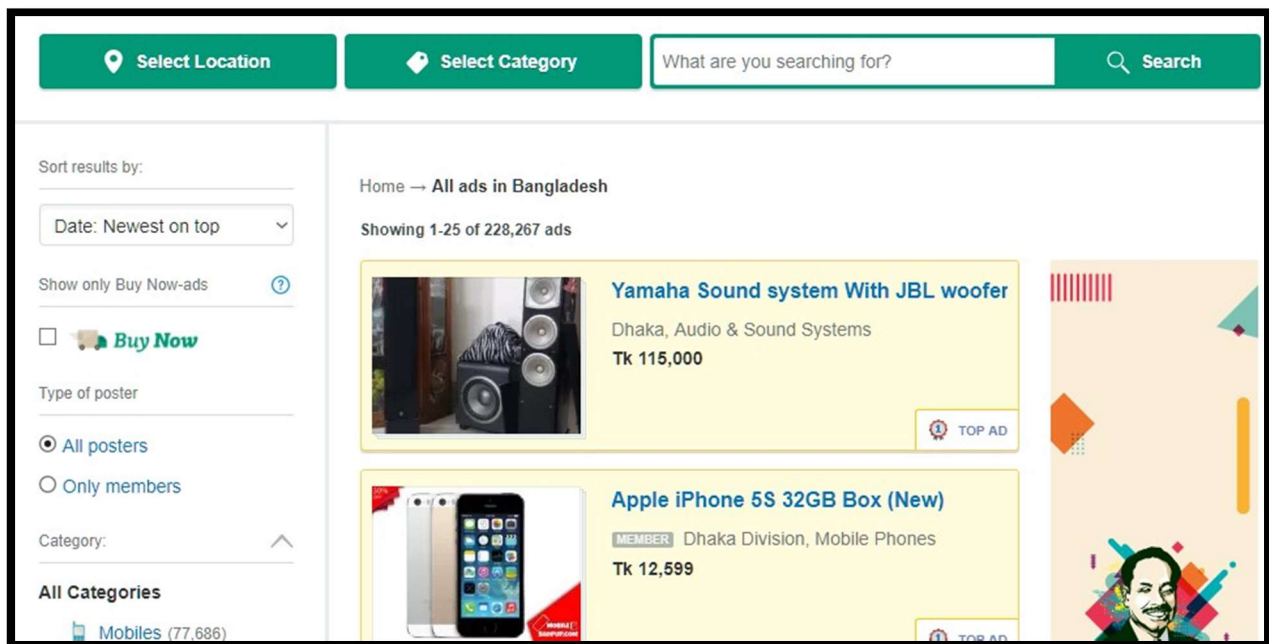 Select Location
Select Category
What are you searching for?
Search
Sort results by:
Date: Newest on top
Show only Buy Now-ads ?
Buy Now
Type of poster
All posters
Only members
Category:
All Categories
Mobiles (77,686)
Home → All ads in Bangladesh
Showing 1-25 of 228,267 ads
Yamaha Sound system With JBL woofer
Dhaka, Audio & Sound Systems
Tk 115,000
1 TOP AD
Apple iPhone 5S 32GB Box (New)
MEMBER Dhaka Division, Mobile Phones
Tk 12,599
1 TOP AD